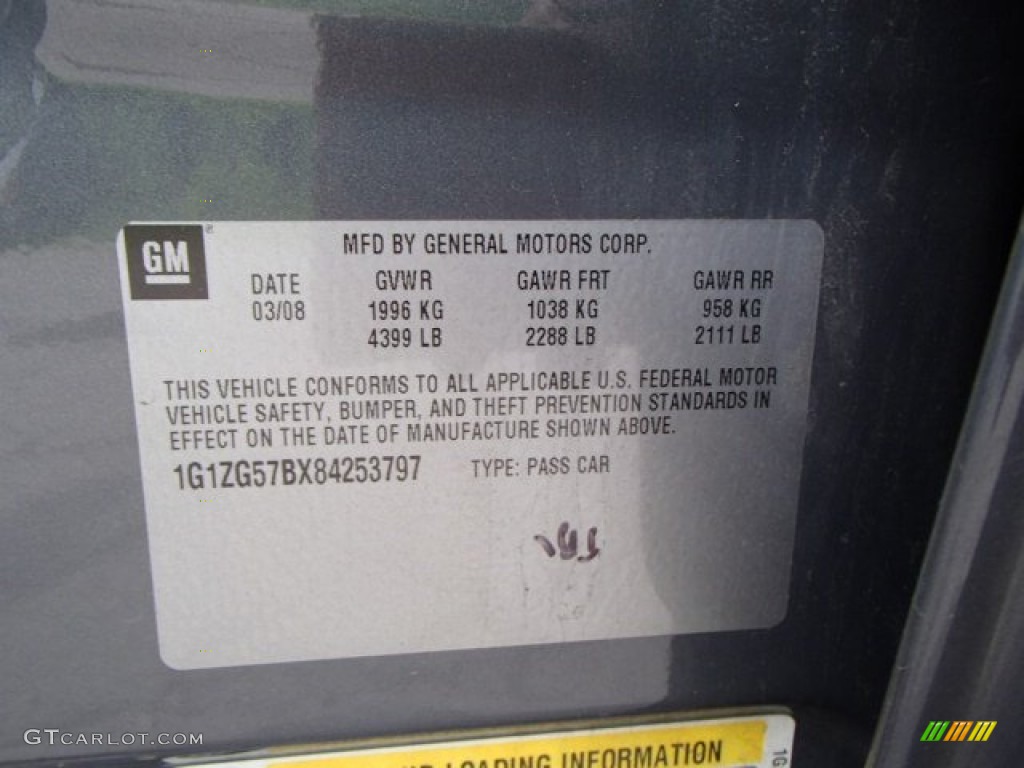 GM
MFD BY GENERAL MOTORS CORP.
DATE GVWR GAWR FRT GAWR RR
03/08 1996 KG 1038 KG 958 KG
4399 LB 2288 LB 2111 LB
THIS VEHICLE CONFORMS TO ALL APPLICABLE U.S. FEDERAL MOTOR
VEHICLE SAFETY, BUMPER, AND THEFT PREVENTION STANDARDS IN
EFFECT ON THE DATE OF MANUFACTURE SHOWN ABOVE.
1G1ZG57BX84253797 TYPE: PASS CAR
LOADING INFORMATION
1G
GTCARLOT.COM